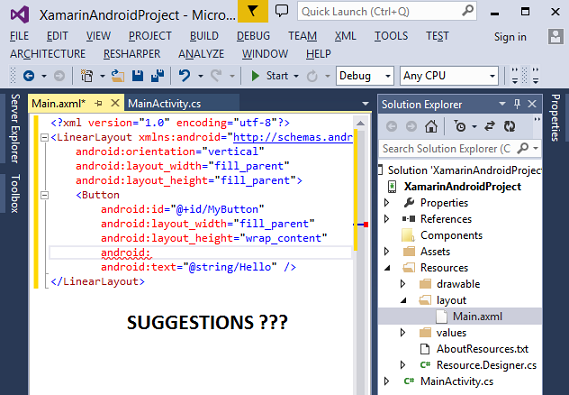 XamarinAndroidProject - Micro...
Quick Launch (Ctrl+Q)
FILE EDIT VIEW PROJECT BUILD DEBUG TEAM XML TOOLS TEST Sign in
ARCHITECTURE RESHARPER ANALYZE WINDOW HELP
Start Debug Any CPU
Server Explorer
Toolbox
Main.axml* MainActivity.cs
<?xml version="1.0" encoding="utf-8"?>
<LinearLayout xmlns:android="http://schemas.andr
android:orientation="vertical"
android:layout_width="fill_parent"
android:layout_height="fill_parent">
<Button
android:id="@+id/MyButton"
android:layout_width="fill_parent"
android:layout_height="wrap_content"
android:
android:text="@string/Hello" />
</LinearLayout>
SUGGESTIONS ???
Solution Explorer
Search Solution Explorer (C
Solution 'XamarinAndroidProject
XamarinAndroidProject
Properties
References
Components
Assets
Resources
drawable
layout
Main.axml
values
AboutResources.txt
Resource.Designer.cs
MainActivity.cs
Properties